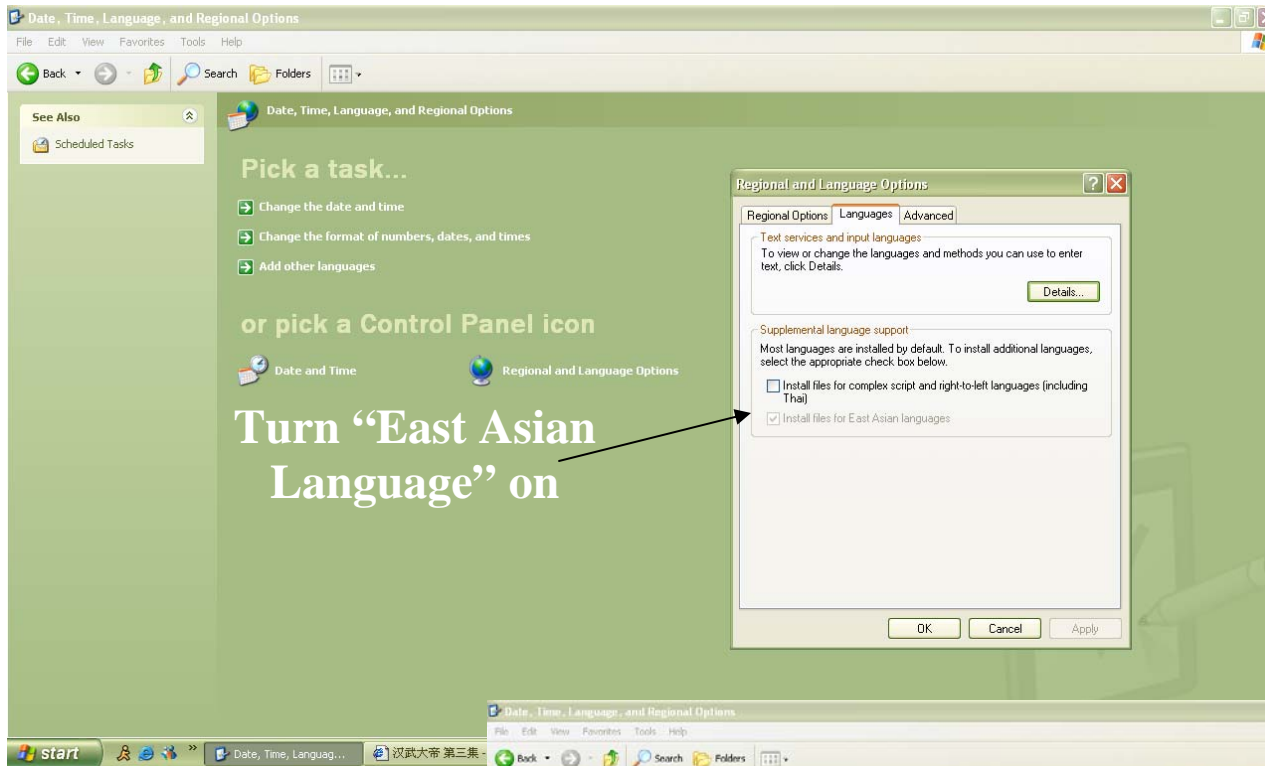 Date, Time, Language, and Regional Options
File Edit View Favorites Tools Help
Back Search Folders
See Also
Scheduled Tasks
Date, Time, Language, and Regional Options
Pick a task...
Change the date and time
Change the format of numbers, dates, and times
Add other languages
or pick a Control Panel icon
Date and Time
Regional and Language Options
Turn “East Asian
Language” on
Regional and Language Options
Regional Options Languages Advanced
Text services and input languages
To view or change the languages and methods you can use to enter
text, click Details.
Details...
Supplemental language support
Most languages are installed by default. To install additional languages,
select the appropriate check box below.
Install files for complex script and right-to-left languages (including
Thai)
Install files for East Asian languages
OK Cancel Apply
start
Date, Time, Languag...
汉武大帝 第三集 -
Date, Time, Language, and Regional Options
File Edit View Favorites Tools Help
Back Search Folders